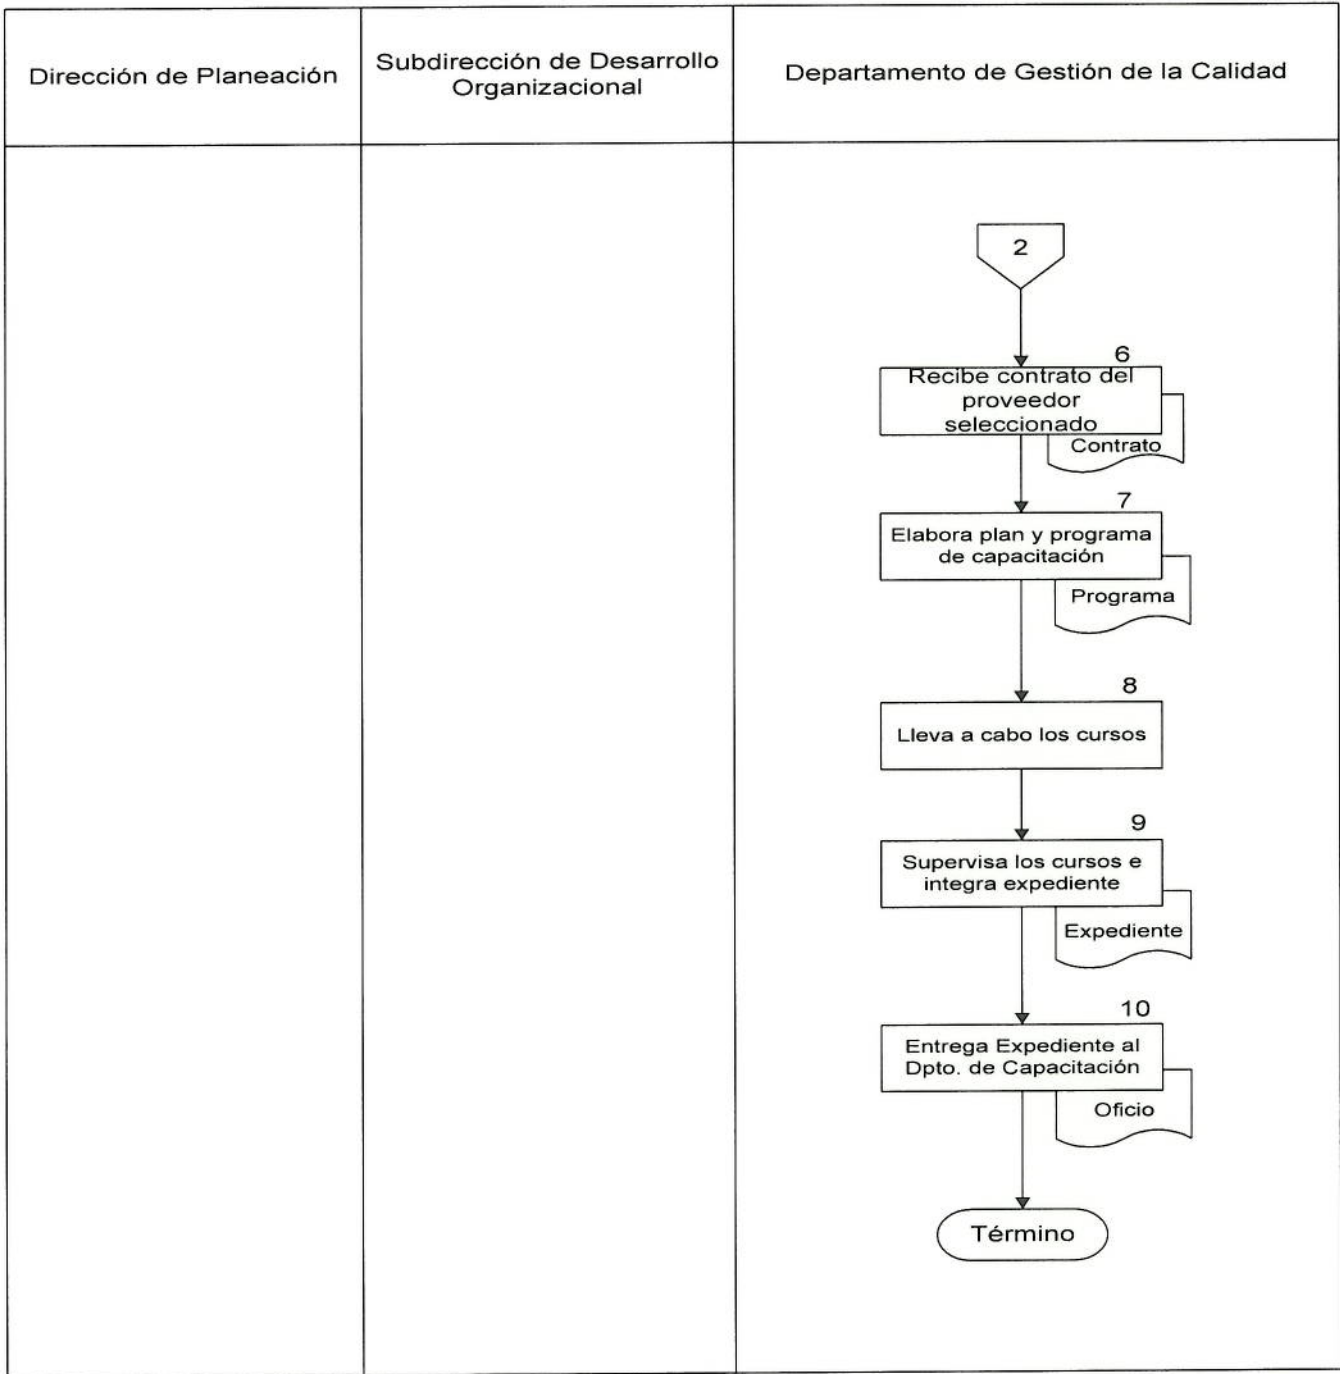 Dirección de Planeación
Subdirección de Desarrollo
Organizacional
Departamento de Gestión de la Calidad
2
6
Recibe contrato del
proveedor
seleccionado
Contrato
7
Elabora plan y programa
de capacitación
Programa
8
Lleva a cabo los cursos
9
Supervisa los cursos e
integra expediente
Expediente
10
Entrega Expediente al
Dpto. de Capacitación
Oficio
Término